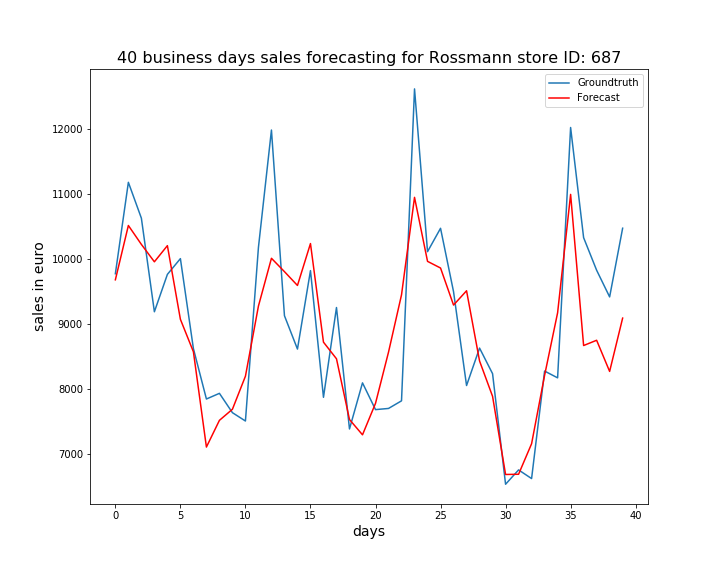 40 business days sales forecasting for Rossmann store ID: 687
Groundtruth
Forecast
sales in euro
12000
11000
10000
9000
8000
7000
0 5 10 15 20 25 30 35 40
days